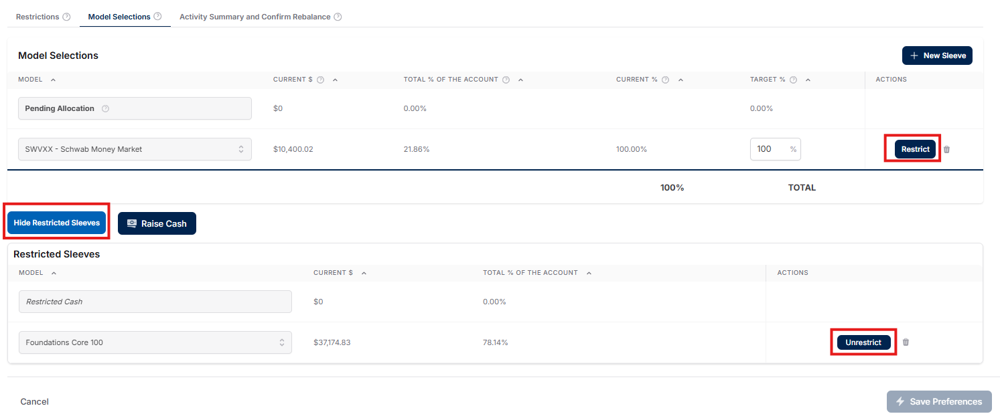 Restrictions ? Model Selections ? Activity Summary and Confirm Rebalance ?
Model Selections + New Sleeve
MODEL CURRENT $ ? TOTAL % OF THE ACCOUNT ? CURRENT % ? TARGET % ? ACTIONS
Pending Allocation ? $0 0.00% 0.00%
SWVXX - Schwab Money Market $10,400.02 21.86% 100.00% 100 % Restrict
100% TOTAL
Hide Restricted Sleeves Raise Cash
Restricted Sleeves
MODEL CURRENT $ TOTAL % OF THE ACCOUNT ACTIONS
Restricted Cash $0 0.00%
Foundations Core 100 $37,174.83 78.14% Unrestrict
Cancel Save Preferences